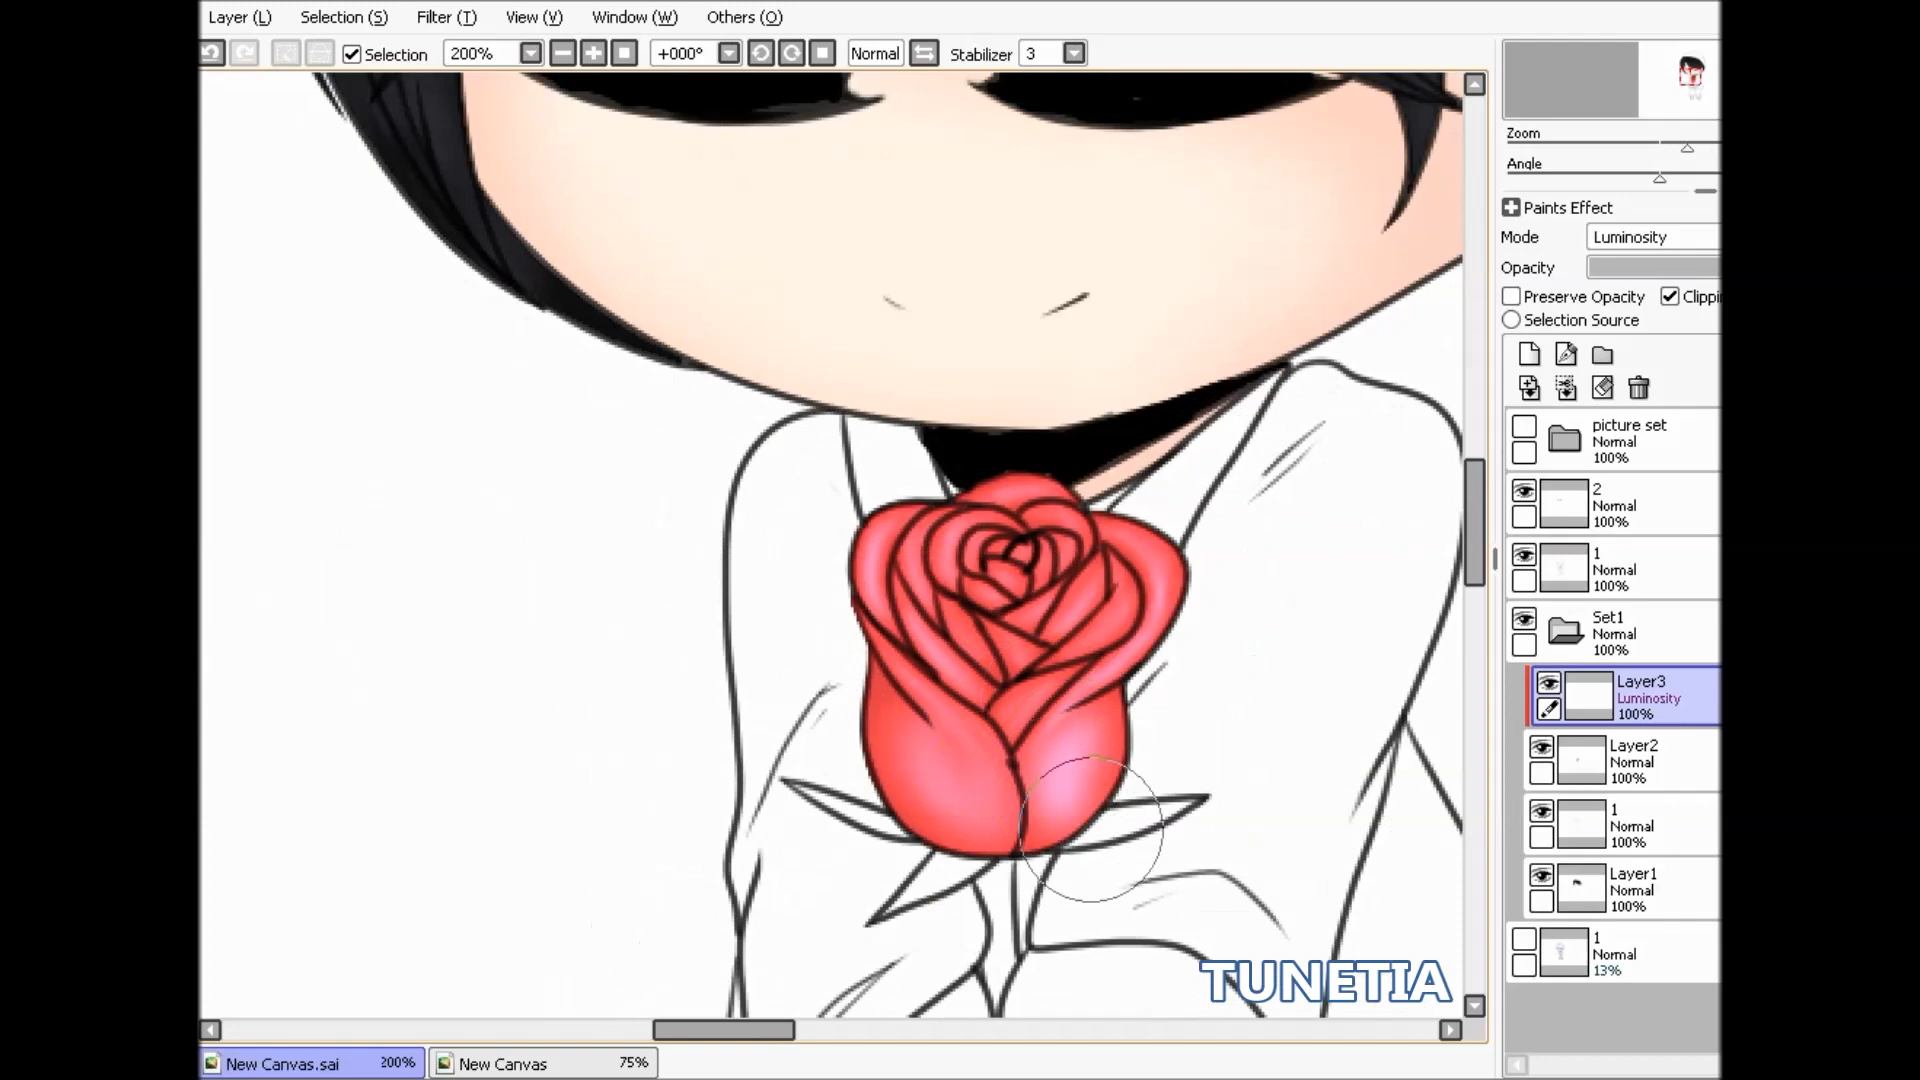 Layer (L) Selection (S) Filter (T) View (V) Window (W) Others (O)
Selection 200% +000° Normal Stabilizer 3
Zoom
Angle
Paints Effect
Mode Luminosity
Opacity
Preserve Opacity Clippi
Selection Source
picture set
Normal
100%
2
Normal
100%
1
Normal
100%
Set1
Normal
100%
Layer3
Luminosity
100%
Layer2
Normal
100%
1
Normal
100%
Layer1
Normal
100%
1
Normal
13%
TUNETIA
New Canvas.sai 200% New Canvas 75%